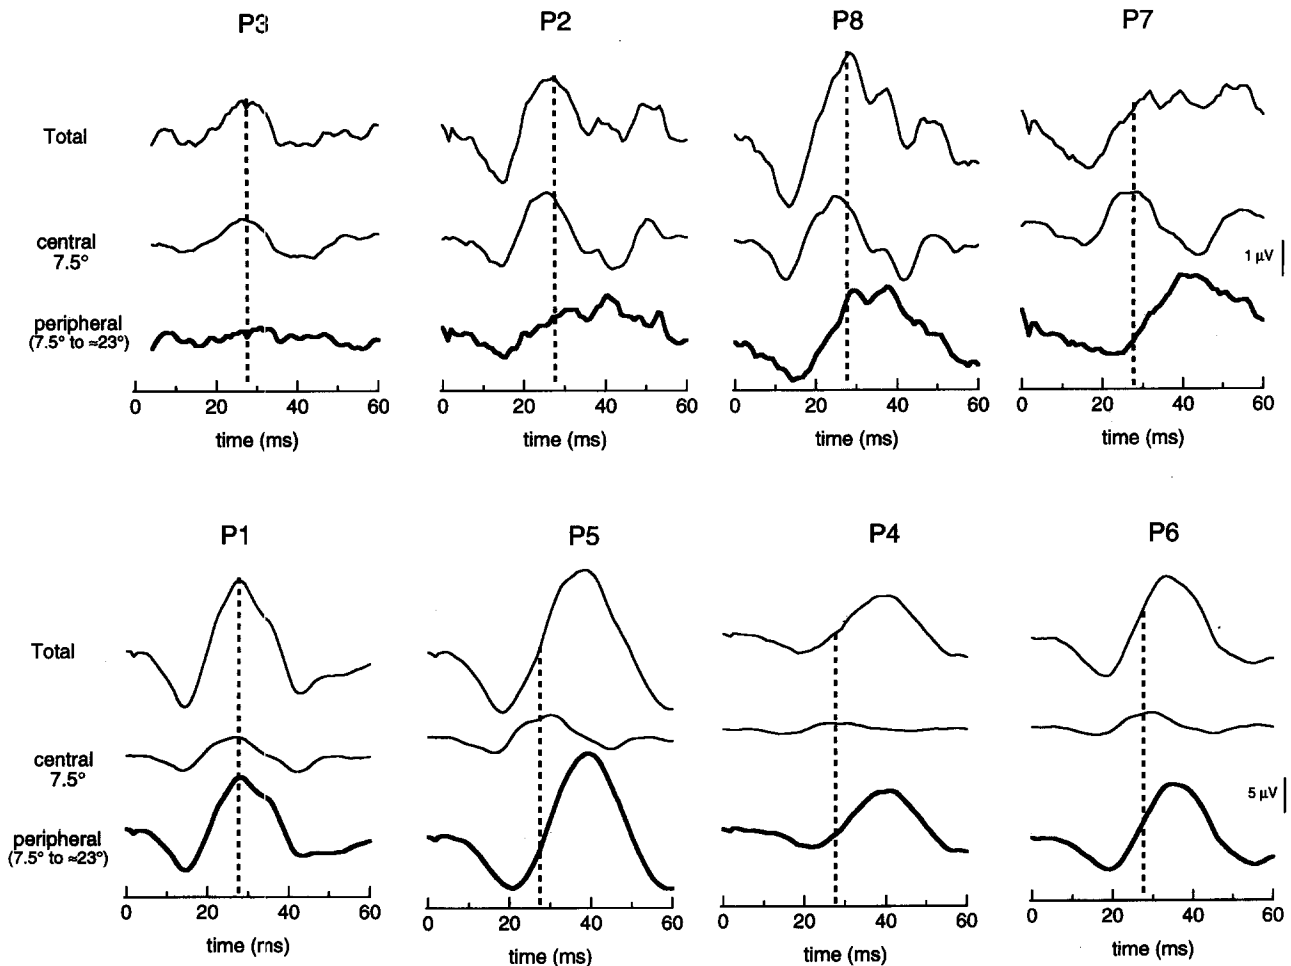 P3 P2 P8 P7
Total
central
7.5°
1 µV
peripheral
(7.5° to ≈23°)
0 20 40 60 0 20 40 60 0 20 40 60 0 20 40 60
time (ms) time (ms) time (ms) time (ms)
P1 P5 P4 P6
Total
central
7.5°
5 µV
peripheral
(7.5° to ≈23°)
0 20 40 60 0 20 40 60 0 20 40 60 0 20 40 60
time (ms) time (ms) time (ms) time (ms)